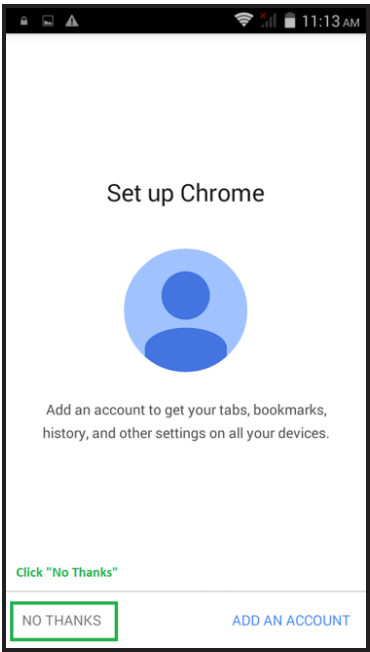 11:13 AM
Set up Chrome
Add an account to get your tabs, bookmarks,
history, and other settings on all your devices.
Click "No Thanks"
NO THANKS
ADD AN ACCOUNT